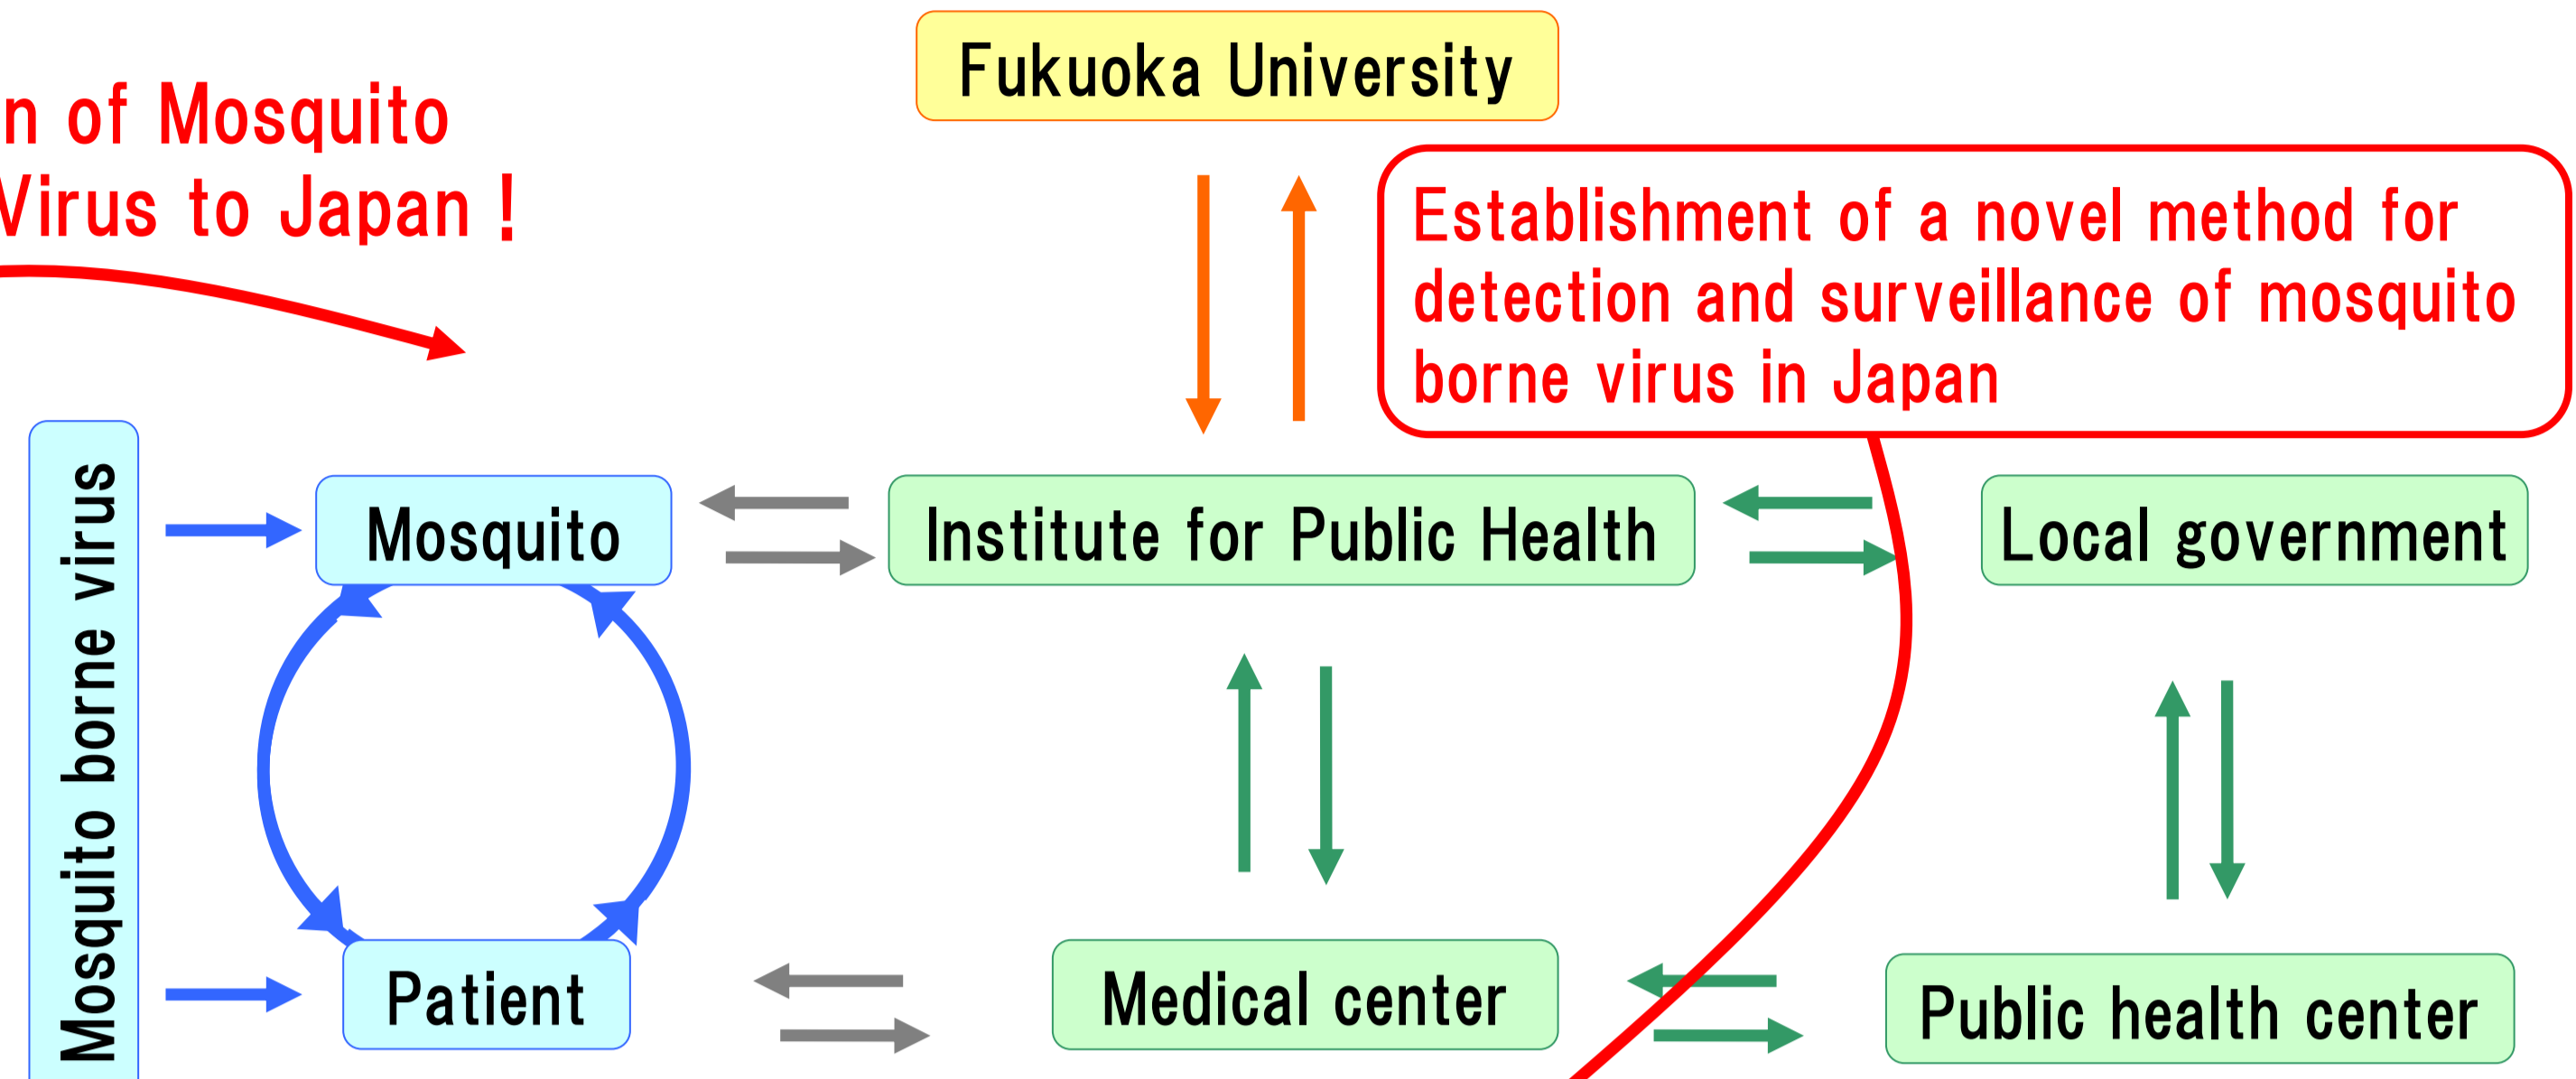 Fukuoka University
n of Mosquito
Virus to Japan !
Establishment of a novel method for
detection and surveillance of mosquito
borne virus in Japan
Mosquito borne virus
Mosquito
Institute for Public Health
Local government
Patient
Medical center
Public health center